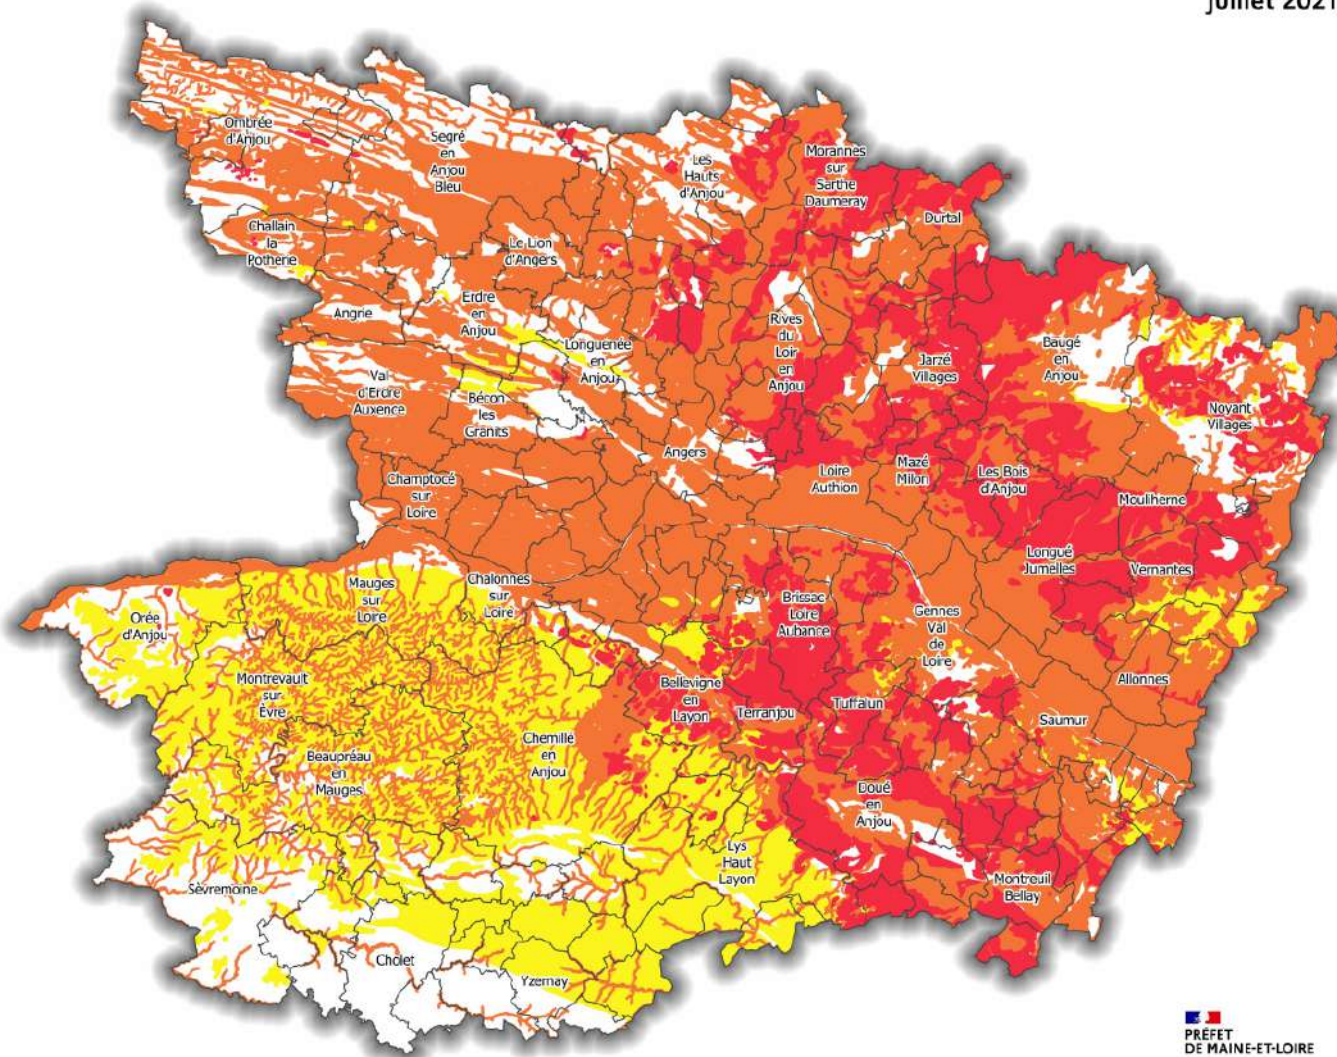 juillet 2021
Ombrée
d'Anjou
Segré
en
Anjou
Bleu
Les
Hauts
d'Anjou
Morannes
sur
Sarthe
Daumeray
Durtal
Challain
la
Potherie
Le Lion
d'Angers
Angrie
Erdre
en
Anjou
Longuenée
en
Anjou
Rives
du
Loir
en
Anjou
Jarzé
Villages
Baugé
en
Anjou
Noyant
Villages
Val
d'Erdre
Auxence
Bécon
les
Granits
Angers
Loire
Authion
Mazé
Milon
Les Bois
d'Anjou
Mouliherne
Champtocé
sur
Loire
Longué
Jumelles
Vernantes
Mauges
sur
Loire
Chalonnes
sur
Loire
Brissac
Loire
Aubance
Gennes
Val
de
Loire
Orée
d'Anjou
Montrevault
sur
Èvre
Bellevigne
en
Layon
Terranjou
Tuffalun
Allonnes
Saumur
Beaupréau
en
Mauges
Chemillé
en
Anjou
Doué
en
Anjou
Lys
Haut
Layon
Montreuil
Bellay
Sèvremoine
Cholet
Yzernay
PRÉFET
DE MAINE-ET-LOIRE